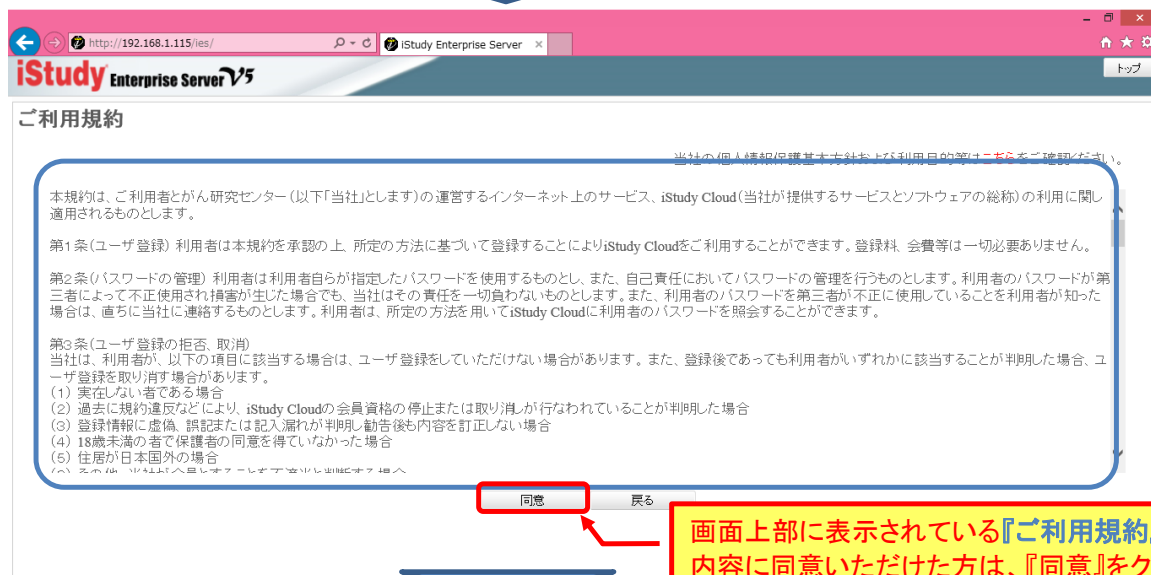 http://192.168.1.115/ies/
iStudy Enterprise Server
iStudy Enterprise Server V5
トップ
ご利用規約
当社の個人情報保護基本方針および利用目的等はこちらをご確認ください。
本規約は、ご利用者とがん研究センター(以下「当社」とします)の運営するインターネット上のサービス、iStudy Cloud(当社が提供するサービスとソフトウェアの総称)の利用に関し
適用されるものとします。
第1条(ユーザ登録) 利用者は本規約を承認の上、所定の方法に基づいて登録することによりiStudy Cloudをご利用することができます。登録料、会費等は一切必要ありません。
第2条(パスワードの管理) 利用者は利用者自らが指定したパスワードを使用するものとし、また、自己責任においてパスワードの管理を行うものとします。利用者のパスワードが第
三者によって不正使用され損害が生じた場合でも、当社はその責任を一切負わないものとします。また、利用者のパスワードを第三者が不正に使用していることを利用者が知った
場合は、直ちに当社に連絡するものとします。利用者は、所定の方法を用いてiStudy Cloudに利用者のパスワードを照会することができます。
第3条(ユーザ登録の拒否、取消)
当社は、利用者が、以下の項目に該当する場合は、ユーザ登録をしていただけない場合があります。また、登録後であっても利用者がいずれかに該当することが判明した場合、ユ
ーザ登録を取り消す場合があります。
(1) 実在しない者である場合
(2) 過去に規約違反などにより、iStudy Cloudの会員資格の停止または取り消しが行なわれていることが判明した場合
(3) 登録情報に虚偽、誤記または記入漏れが判明し勧告後も内容を訂正しない場合
(4) 18歳未満の者で保護者の同意を得ていなかった場合
(5) 住居が日本国外の場合
同意
戻る
画面上部に表示されている『ご利用規約
内容に同意いただけた方は、『同意』をク